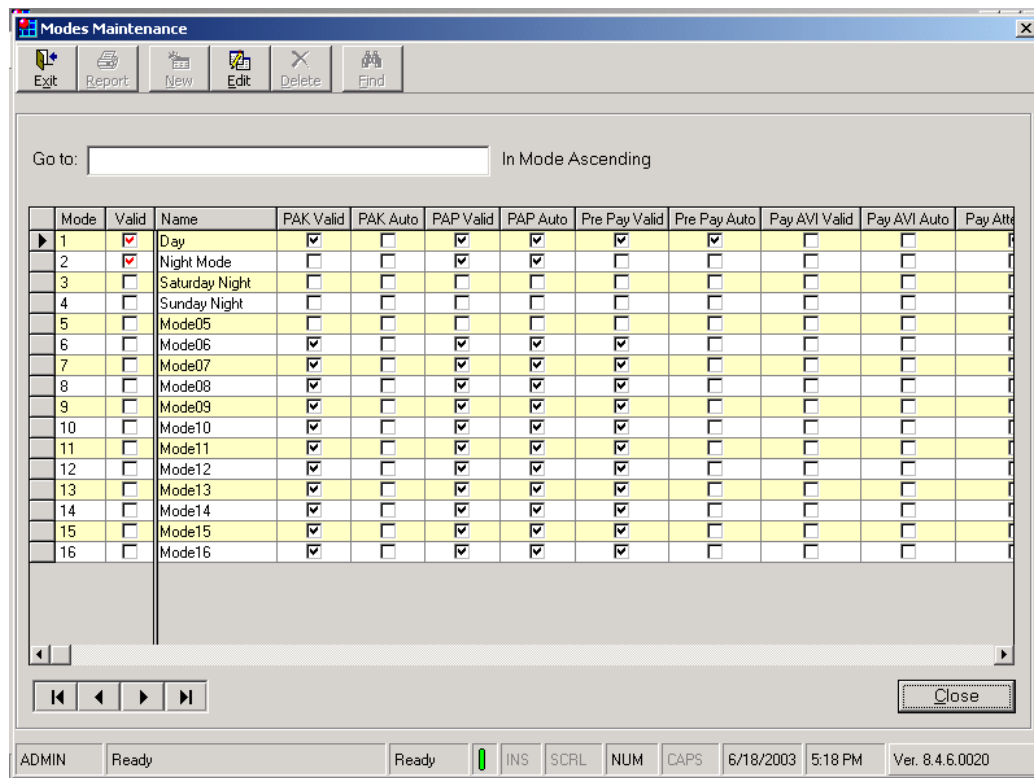 Modes Maintenance
Exit Report New Edit Delete Find
Go to: In Mode Ascending
Mode Valid Name PAK Valid PAK Auto PAP Valid PAP Auto Pre Pay Valid Pre Pay Auto Pay AVI Valid Pay AVI Auto Pay Atte
1 Day
2 Night Mode
3 Saturday Night
4 Sunday Night
5 Mode05
6 Mode06
7 Mode07
8 Mode08
9 Mode09
10 Mode10
11 Mode11
12 Mode12
13 Mode13
14 Mode14
15 Mode15
16 Mode16
Close
ADMIN Ready Ready INS SCRL NUM CAPS 6/18/2003 5:18 PM Ver. 8.4.6.0020